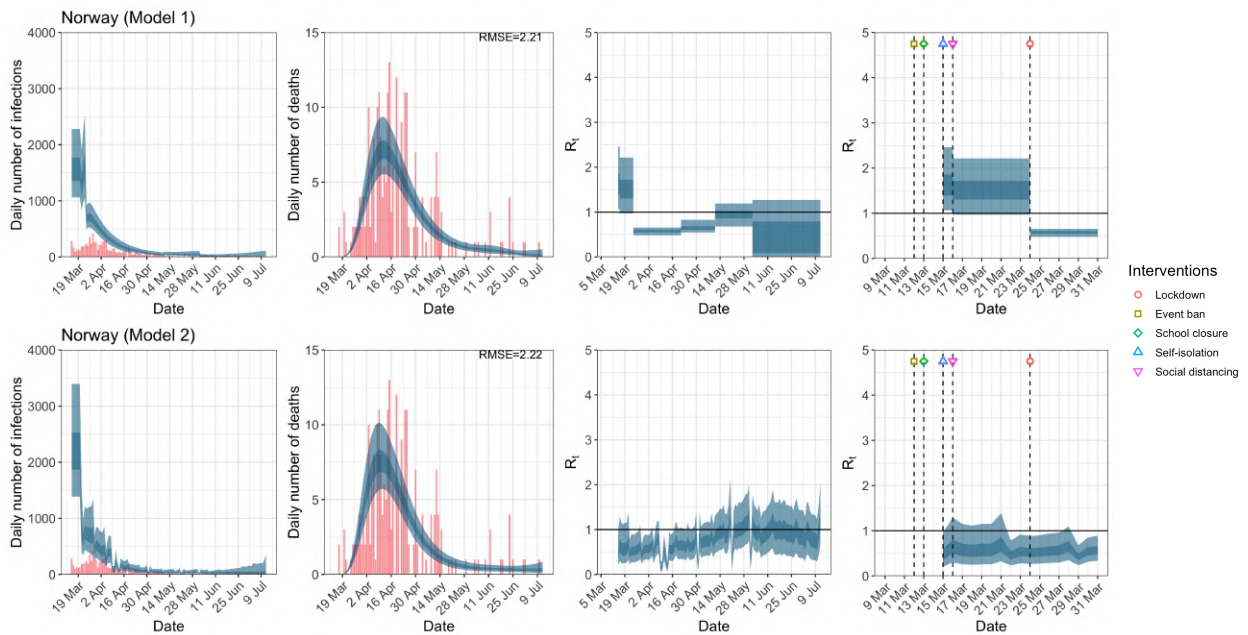 Norway (Model 1)
Daily number of infections
4000
3000
2000
1000
0
19 Mar
2 Apr
16 Apr
30 Apr
14 May
28 May
11 Jun
25 Jun
9 Jul
Date
Daily number of deaths
RMSE=2.21
15
10
5
0
19 Mar
2 Apr
16 Apr
30 Apr
14 May
28 May
11 Jun
25 Jun
9 Jul
Date
Rt
5
4
3
2
1
0
5 Mar
19 Mar
2 Apr
16 Apr
30 Apr
14 May
28 May
11 Jun
25 Jun
9 Jul
Date
Rt
5
4
3
2
1
0
9 Mar
11 Mar
13 Mar
15 Mar
17 Mar
19 Mar
21 Mar
23 Mar
25 Mar
27 Mar
29 Mar
31 Mar
Date
Interventions
Lockdown
Event ban
School closure
Self-isolation
Social distancing
Norway (Model 2)
Daily number of infections
4000
3000
2000
1000
0
19 Mar
2 Apr
16 Apr
30 Apr
14 May
28 May
11 Jun
25 Jun
9 Jul
Date
Daily number of deaths
RMSE=2.22
15
10
5
0
19 Mar
2 Apr
16 Apr
30 Apr
14 May
28 May
11 Jun
25 Jun
9 Jul
Date
Rt
5
4
3
2
1
0
5 Mar
19 Mar
2 Apr
16 Apr
30 Apr
14 May
28 May
11 Jun
25 Jun
9 Jul
Date
Rt
5
4
3
2
1
0
9 Mar
11 Mar
13 Mar
15 Mar
17 Mar
19 Mar
21 Mar
23 Mar
25 Mar
27 Mar
29 Mar
31 Mar
Date